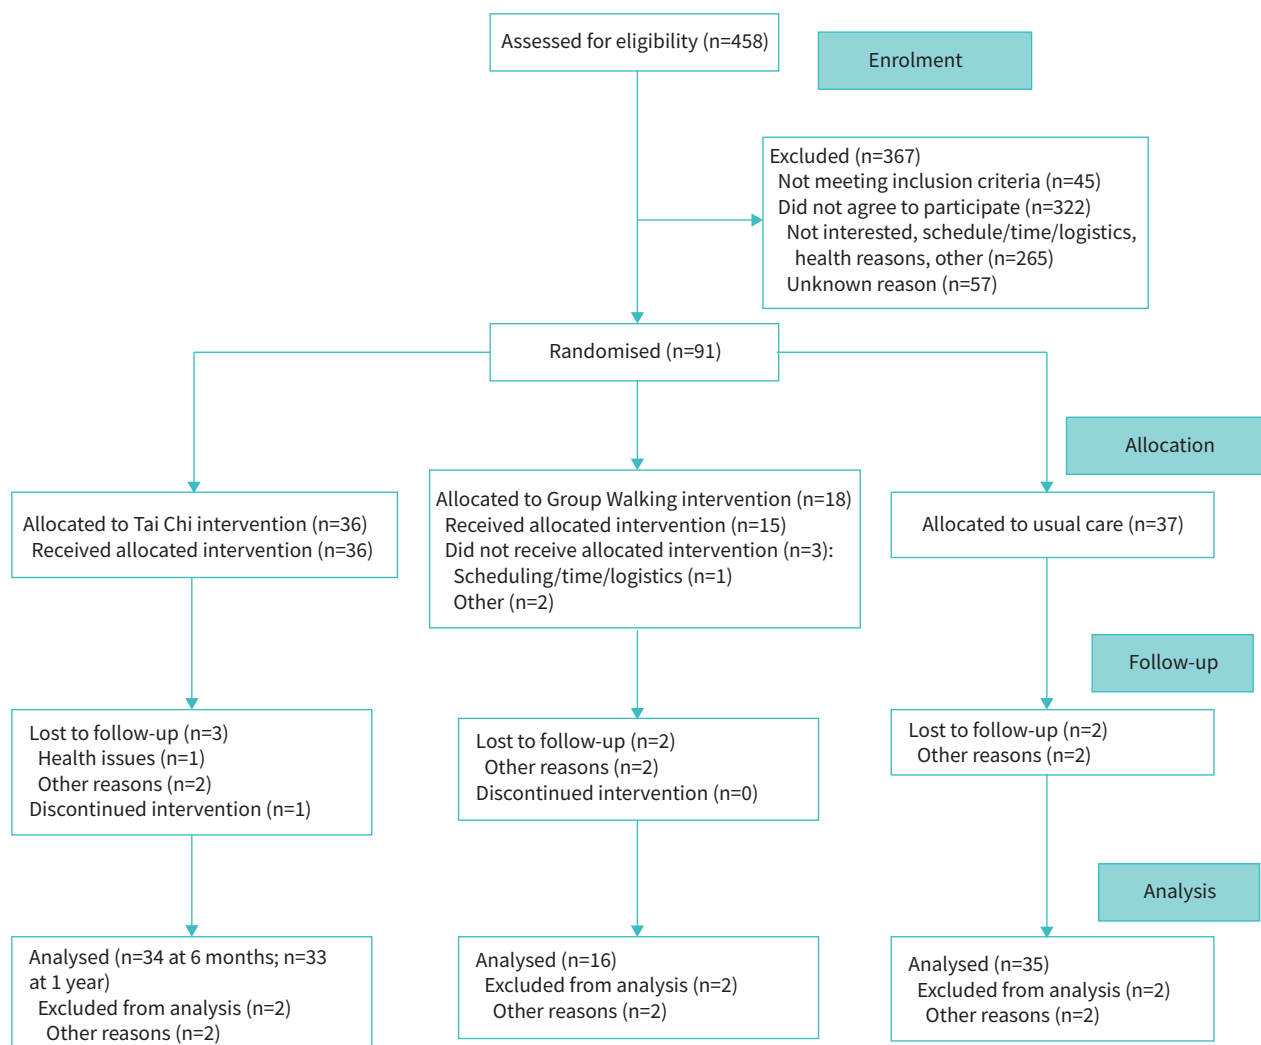 Assessed for eligibility (n=458)
Enrolment
Excluded (n=367)
Not meeting inclusion criteria (n=45)
Did not agree to participate (n=322)
Not interested, schedule/time/logistics,
health reasons, other (n=265)
Unknown reason (n=57)
Randomised (n=91)
Allocation
Allocated to Tai Chi intervention (n=36)
Received allocated intervention (n=36)
Allocated to Group Walking intervention (n=18)
Received allocated intervention (n=15)
Did not receive allocated intervention (n=3):
Scheduling/time/logistics (n=1)
Other (n=2)
Allocated to usual care (n=37)
Follow-up
Lost to follow-up (n=3)
Health issues (n=1)
Other reasons (n=2)
Discontinued intervention (n=1)
Lost to follow-up (n=2)
Other reasons (n=2)
Discontinued intervention (n=0)
Lost to follow-up (n=2)
Other reasons (n=2)
Analysis
Analysed (n=34 at 6 months; n=33
at 1 year)
Excluded from analysis (n=2)
Other reasons (n=2)
Analysed (n=16)
Excluded from analysis (n=2)
Other reasons (n=2)
Analysed (n=35)
Excluded from analysis (n=2)
Other reasons (n=2)